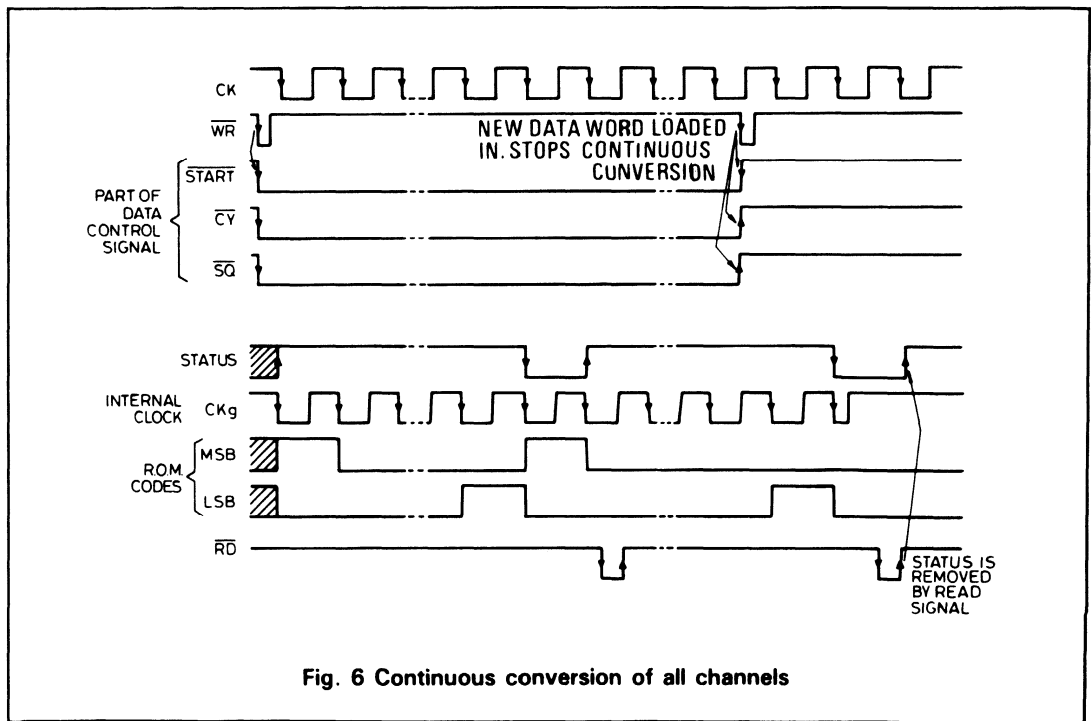 CK
WR
NEW DATA WORD LOADED
IN. STOPS CONTINUOUS
CONVERSION
START
PART OF
DATA
CONTROL
SIGNAL
CY
SQ
STATUS
INTERNAL
CLOCK
CKg
MSB
R.O.M.
CODES
LSB
RD
STATUS IS
REMOVED
BY READ
SIGNAL
Fig. 6 Continuous conversion of all channels